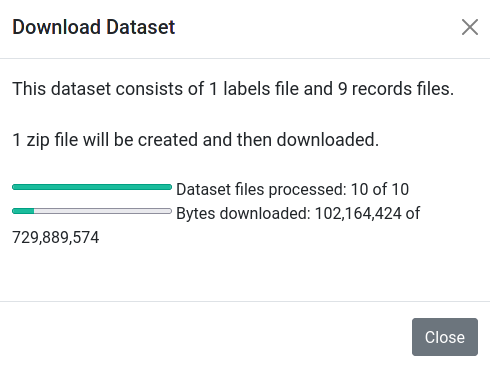 Download Dataset
This dataset consists of 1 labels file and 9 records files.
1 zip file will be created and then downloaded.
Dataset files processed: 10 of 10
Bytes downloaded: 102,164,424 of
729,889,574
Close